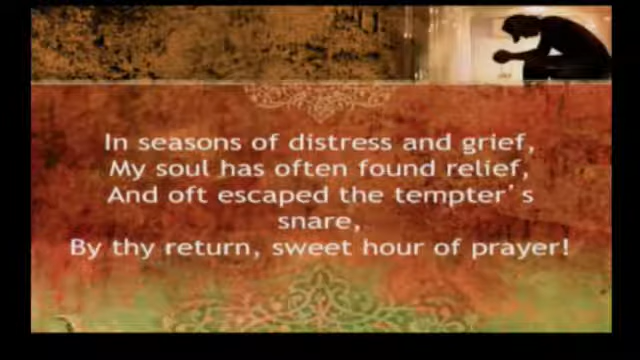 In seasons of distress and grief,
My soul has often found relief,
And oft escaped the tempter's
snare,
By thy return, sweet hour of prayer!